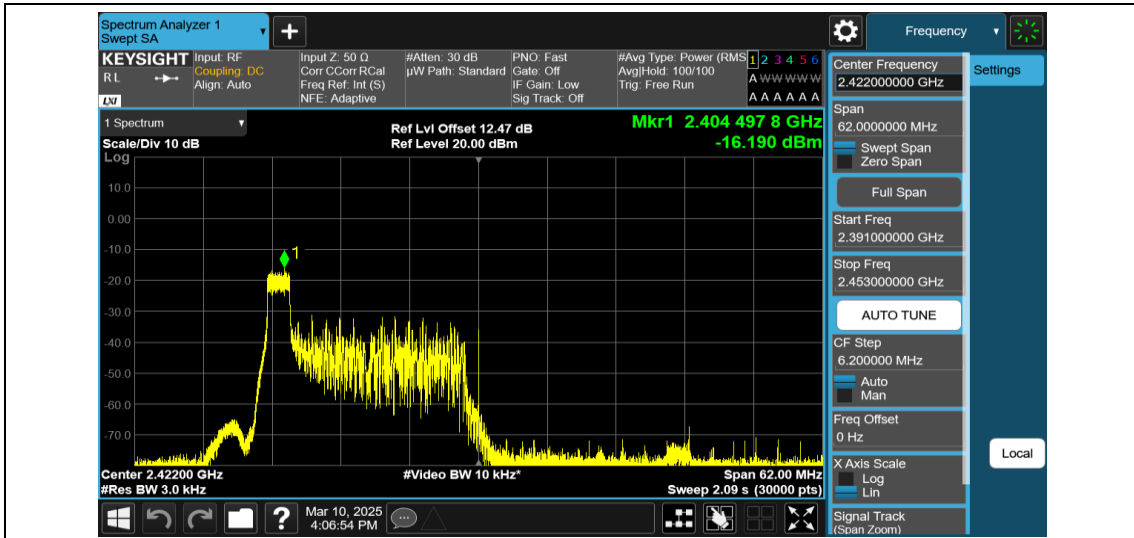 Spectrum Analyzer 1
Swept SA
Frequency
KEYSIGHT
R L
LXI
Input: RF
Coupling: DC
Align: Auto
Input Z: 50 Ω
Corr CCorr RCal
Freq Ref: Int (S)
NFE: Adaptive
#Atten: 30 dB
µW Path: Standard
PNO: Fast
Gate: Off
IF Gain: Low
Sig Track: Off
#Avg Type: Power (RMS
Avg|Hold: 100/100
Trig: Free Run
1 2 3 4 5 6
A W W W W W
A A A A A A
1 Spectrum
Scale/Div 10 dB
Ref Lvl Offset 12.47 dB
Ref Level 20.00 dBm
Mkr1 2.404 497 8 GHz
-16.190 dBm
Log
10.0
0.00
-10.0
-20.0
-30.0
-40.0
-50.0
-60.0
-70.0
1
Center 2.42200 GHz
#Res BW 3.0 kHz
#Video BW 10 kHz*
Span 62.00 MHz
Sweep 2.09 s (30000 pts)
Mar 10, 2025
4:06:54 PM
Center Frequency
2.422000000 GHz
Settings
Span
62.0000000 MHz
Swept Span
Zero Span
Full Span
Start Freq
2.391000000 GHz
Stop Freq
2.453000000 GHz
AUTO TUNE
CF Step
6.200000 MHz
Auto
Man
Freq Offset
0 Hz
Local
X Axis Scale
Log
Lin
Signal Track
(Span Zoom)